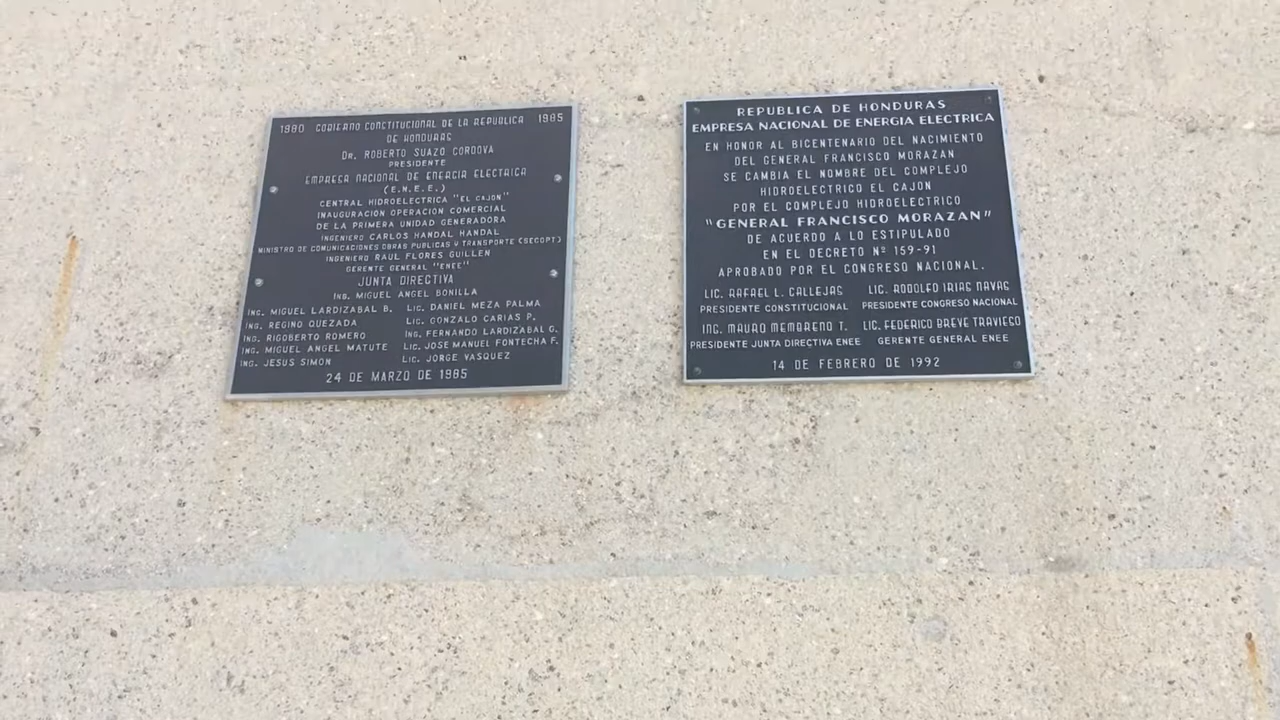 1980 GOBIERNO CONSTITUCIONAL DE LA REPUBLICA 1985
DE HONDURAS
DR. ROBERTO SUAZO CORDOVA
PRESIDENTE
EMPRESA NACIONAL DE ENERGIA ELECTRICA
(E.N.E.E.)
CENTRAL HIDROELECTRICA "EL CAJON"
INAUGURACION OPERACION COMERCIAL
DE LA PRIMERA UNIDAD GENERADORA
INGENIERO CARLOS HANDAL HANDAL
MINISTRO DE COMUNICACIONES OBRAS PUBLICAS Y TRANSPORTE (SECOPT)
INGENIERO RAUL FLORES GUILLEN
GERENTE GENERAL "ENEE"
JUNTA DIRECTIVA
ING. MIGUEL ANGEL BONILLA
ING. MIGUEL LARDIZABAL B. LIC. DANIEL MEZA PALMA
ING. REGINO QUEZADA LIC. GONZALO CARIAS P.
ING. RIGOBERTO ROMERO ING. FERNANDO LARDIZABAL G.
ING. MIGUEL ANGEL MATUTE LIC. JOSE MANUEL FONTECHA F.
ING. JESUS SIMON LIC. JORGE VASQUEZ
24 DE MARZO DE 1985
REPUBLICA DE HONDURAS
EMPRESA NACIONAL DE ENERGIA ELECTRICA
EN HONOR AL BICENTENARIO DEL NACIMIENTO
DEL GENERAL FRANCISCO MORAZAN
SE CAMBIA EL NOMBRE DEL COMPLEJO
HIDROELECTRICO EL CAJON
POR EL COMPLEJO HIDROELECTRICO
"GENERAL FRANCISCO MORAZAN"
DE ACUERDO A LO ESTIPULADO
EN EL DECRETO Nº 159-91
APROBADO POR EL CONGRESO NACIONAL.
LIC. RAFAEL L. CALLEJAS LIC. RODOLFO IRIAS NAVAS
PRESIDENTE CONSTITUCIONAL PRESIDENTE CONGRESO NACIONAL
ING. MAURO MEMBRENO T. LIC. FEDERICO BREVE TRAVIESO
PRESIDENTE JUNTA DIRECTIVA ENEE GERENTE GENERAL ENEE
14 DE FEBRERO DE 1992